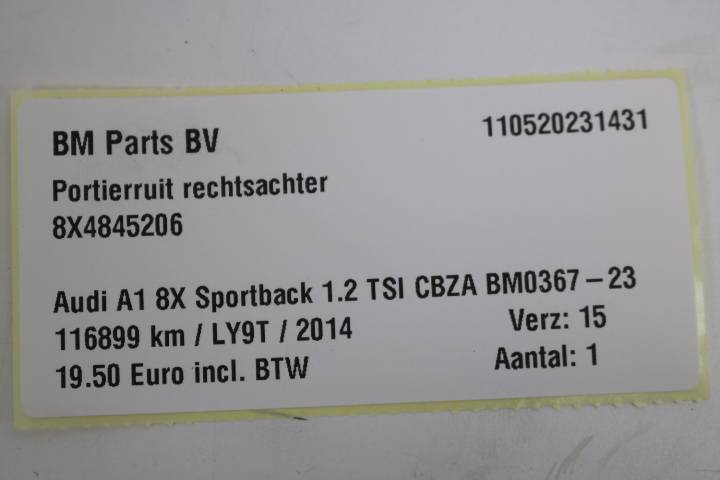 BM Parts BV 110520231431
Portierruit rechtsachter
8X4845206
Audi A1 8X Sportback 1.2 TSI CBZA BM0367-23
116899 km / LY9T / 2014 Verz: 15
19.50 Euro incl. BTW Aantal: 1